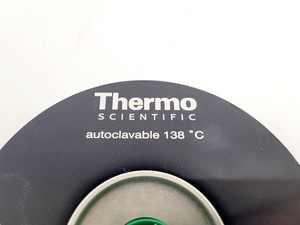 Thermo
SCIENTIFIC
autoclavable 138 °C